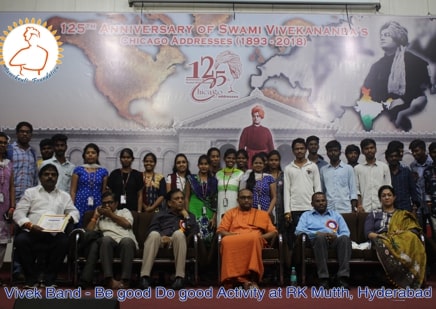 125TH ANNIVERSARY OF SWAMI VIVEKANANDA'S
CHICAGO ADDRESSES (1893-2018)
125
Chicago
Vivek Band - Be good Do good Activity at RK Mutth, Hyderabad